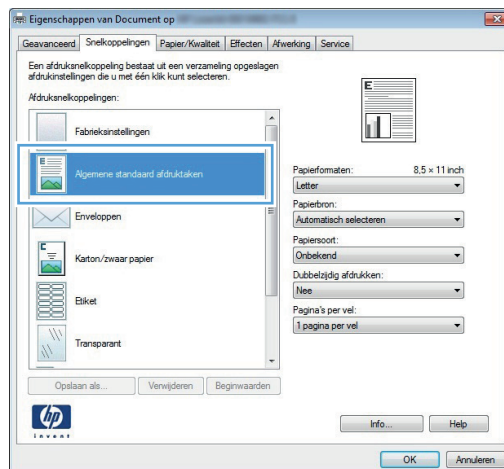 Eigenschappen van Document op
Geavanceerd Snelkoppelingen Papier/Kwaliteit Effecten Afwerking Service
Een afdruksnelkoppeling bestaat uit een verzameling opgeslagen
afdrukinstellingen die u met één klik kunt selecteren.
Afdruksnelkoppelingen:
Fabrieksinstellingen
Algemene standaard afdruktaken
Enveloppen
Karton/zwaar papier
Etiket
Transparant
Opslaan als... Verwijderen Beginwaarden
E
Papierformaten: 8,5 × 11 inch
Letter
Papierbron:
Automatisch selecteren
Papiersoort:
Onbekend
Dubbelzijdig afdrukken:
Nee
Pagina's per vel:
1 pagina per vel
hp
invent
Info... Help
OK Annuleren